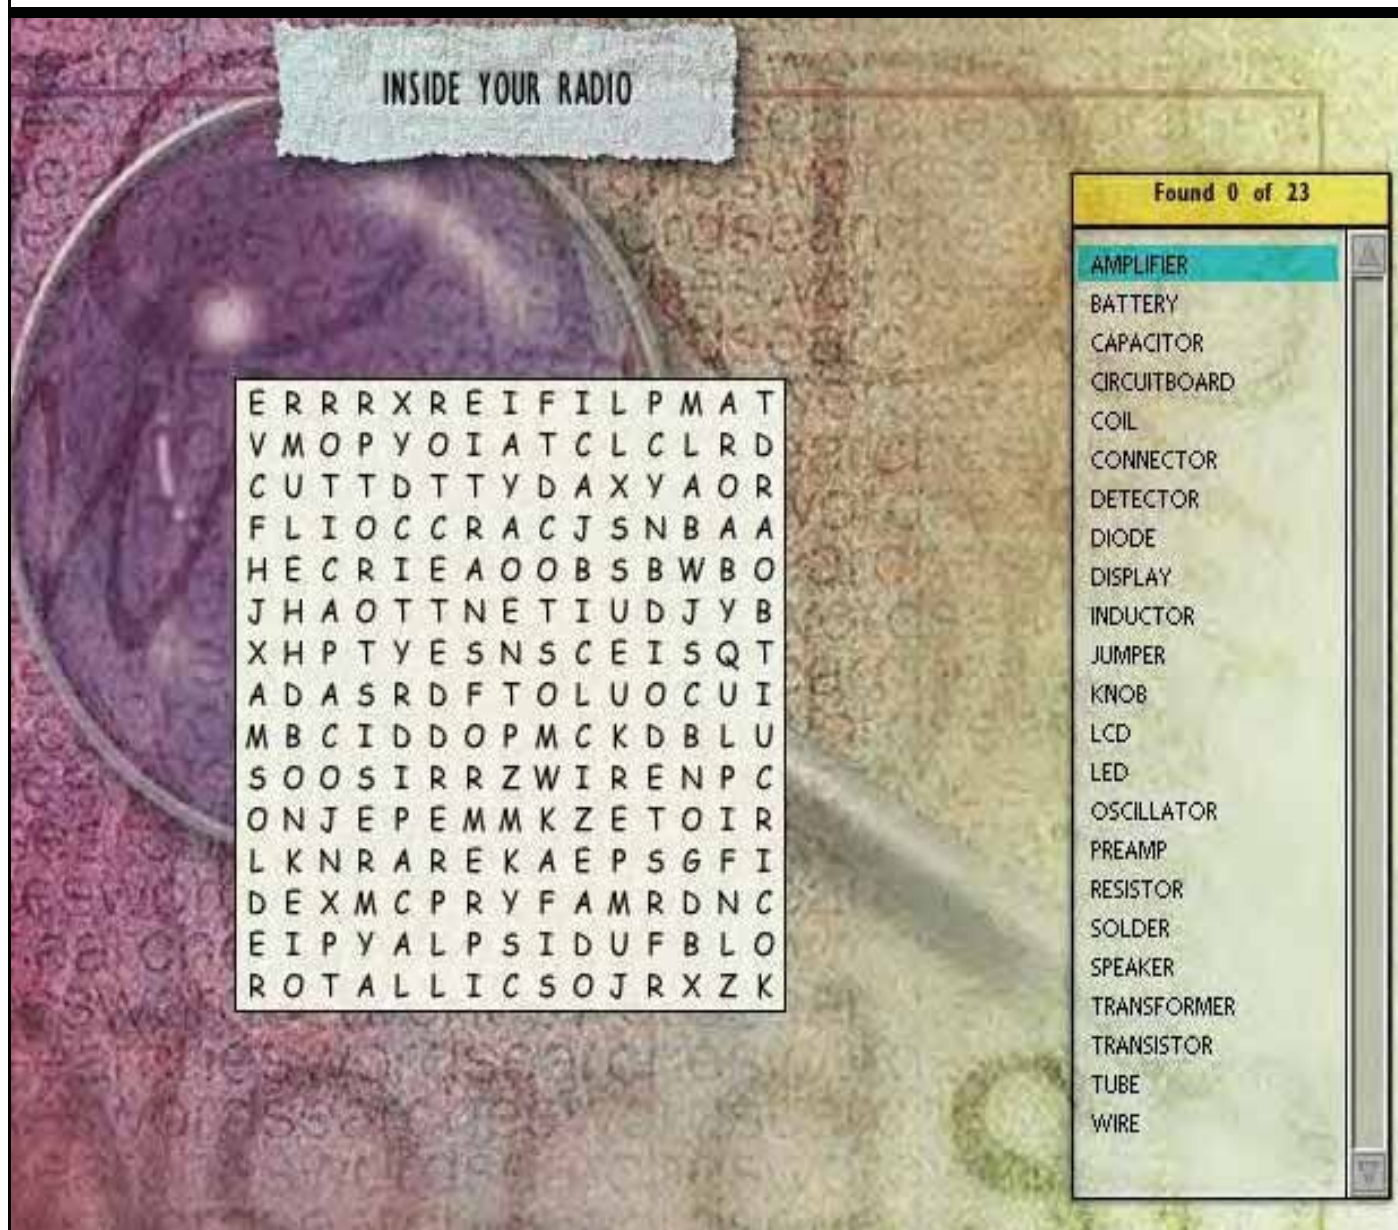 INSIDE YOUR RADIO
Found 0 of 23
AMPLIFIER
BATTERY
CAPACITOR
CIRCUITBOARD
COIL
CONNECTOR
DETECTOR
DIODE
DISPLAY
INDUCTOR
JUMPER
KNOB
LCD
LED
OSCILLATOR
PREAMP
RESISTOR
SOLDER
SPEAKER
TRANSFORMER
TRANSISTOR
TUBE
WIRE
E R R R X R E I F I L P M A T
V M O P Y O I A T C L C L R D
C U T T D T T Y D A X Y A O R
F L I O C C R A C J S N B A A
H E C R I E A O O B S B W B O
J H A O T T N E T I U D J Y B
X H P T Y E S N S C E I S Q T
A D A S R D F T O L U O C U I
M B C I D D O P M C K D B L U
S O O S I R R Z W I R E N P C
O N J E P E M M K Z E T O I R
L K N R A R E K A E P S G F I
D E X M C P R Y F A M R D N C
E I P Y A L P S I D U F B L O
R O T A L L I C S O J R X Z K